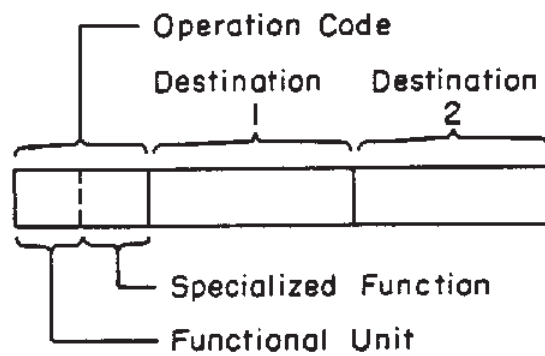 Operation Code
Destination
1
Destination
2
Specialized Function
Functional Unit